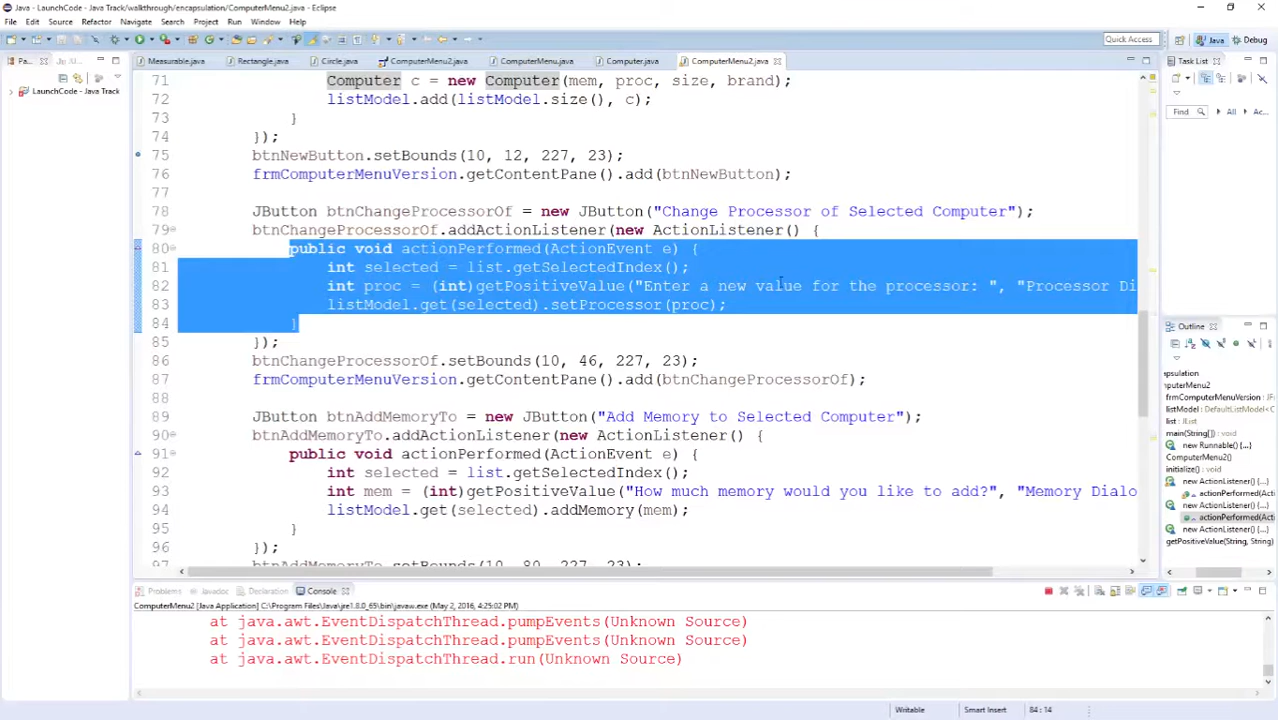 Java - LaunchCode - Java Track/walkthrough/encapsulation/ComputerMenu2.java - Eclipse
File Edit Source Refactor Navigate Search Project Run Window Help
Quick Access Java Debug
Pa... Ju...
Measurable.java Rectangle.java Circle.java ComputerMenu2.java ComputerMenu.java Computer.java ComputerMenu2.java
Task List
LaunchCode - Java Track
Find All Ac...
71 Computer c = new Computer(mem, proc, size, brand);
72 listModel.add(listModel.size(), c);
73 }
74 });
75 btnNewButton.setBounds(10, 12, 227, 23);
76 frmComputerMenuVersion.getContentPane().add(btnNewButton);
77
78 JButton btnChangeProcessorOf = new JButton("Change Processor of Selected Computer");
79 btnChangeProcessorOf.addActionListener(new ActionListener() {
80 public void actionPerformed(ActionEvent e) {
81 int selected = list.getSelectedIndex();
82 int proc = (int)getPositiveValue("Enter a new value for the processor: ", "Processor Di
83 listModel.get(selected).setProcessor(proc);
84 }
85 });
86 btnChangeProcessorOf.setBounds(10, 46, 227, 23);
87 frmComputerMenuVersion.getContentPane().add(btnChangeProcessorOf);
88
89 JButton btnAddMemoryTo = new JButton("Add Memory to Selected Computer");
90 btnAddMemoryTo.addActionListener(new ActionListener() {
91 public void actionPerformed(ActionEvent e) {
92 int selected = list.getSelectedIndex();
93 int mem = (int)getPositiveValue("How much memory would you like to add?", "Memory Dialo
94 listModel.get(selected).addMemory(mem);
95 }
96 });
97 btnAddMemoryTo.setBounds(10, 80, 227, 23);
Outline
capsulation
mputerMenu2
frmComputerMenuVersion : JF
listModel : DefaultListModel<
list : JList
main(String[])
new Runnable() {...}
ComputerMenu2()
initialize() : void
new ActionListener() {...}
actionPerformed(Acti
new ActionListener() {...}
actionPerformed(Acti
new ActionListener() {...}
getPositiveValue(String, String)
Problems Javadoc Declaration Console
ComputerMenu2 [Java Application] C:\Program Files\Java\jre1.8.0_65\bin\javaw.exe (May 2, 2016, 4:25:02 PM)
at java.awt.EventDispatchThread.pumpEvents(Unknown Source)
at java.awt.EventDispatchThread.pumpEvents(Unknown Source)
at java.awt.EventDispatchThread.run(Unknown Source)
Writable Smart Insert 84 : 14